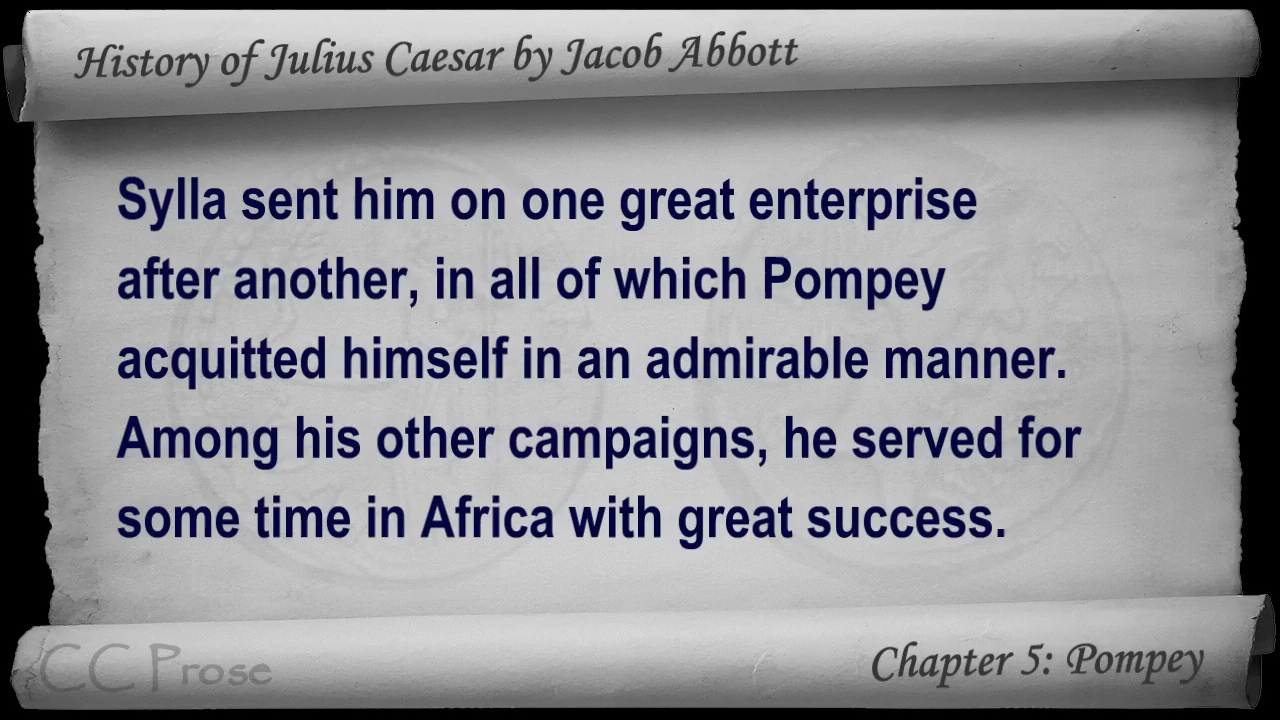 History of Julius Caesar by Jacob Abbott
Sylla sent him on one great enterprise
after another, in all of which Pompey
acquitted himself in an admirable manner.
Among his other campaigns, he served for
some time in Africa with great success.
CC Prose
Chapter 5: Pompey